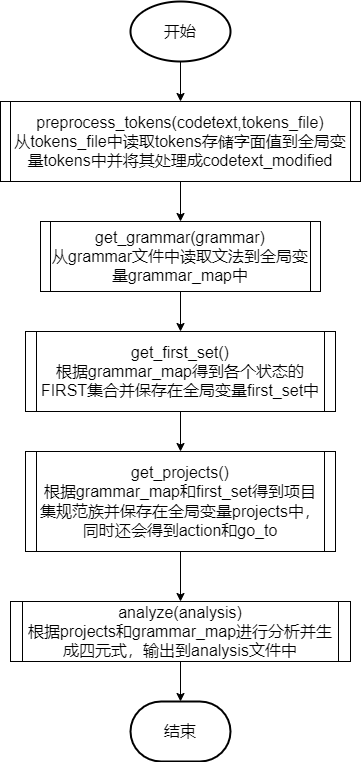 开始
preprocess_tokens(codetext,tokens_file)
从tokens_file中读取tokens存储字面值到全局变
量tokens中并将其处理成codetext_modified
get_grammar(grammar)
从grammar文件中读取文法到全局变
量grammar_map中
get_first_set()
根据grammar_map得到各个状态的
FIRST集合并保存在全局变量first_set中
get_projects()
根据grammar_map和first_set得到项目
集规范族并保存在全局变量projects中，
同时还会得到action和go_to
analyze(analysis)
根据projects和grammar_map进行分析并生
成四元式，输出到analysis文件中
结束